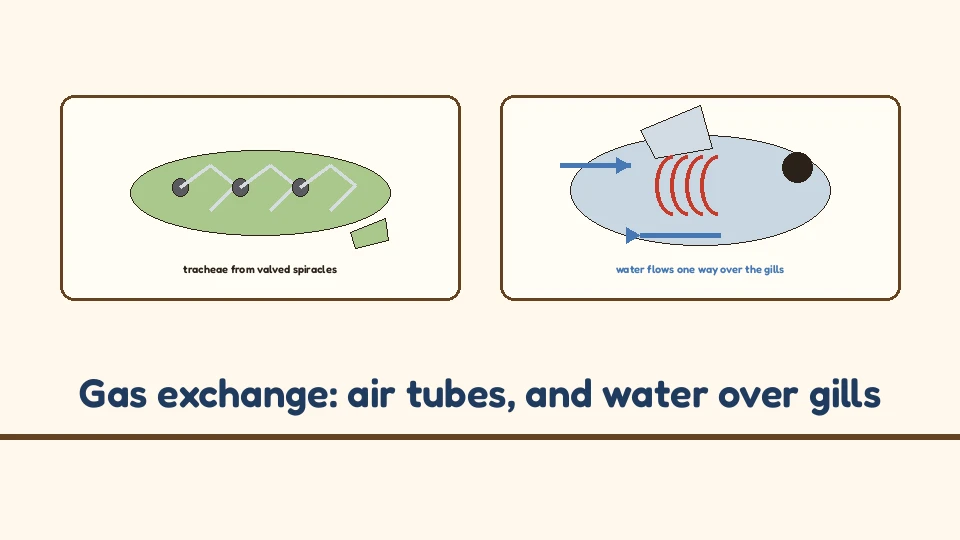 tracheae from valved spiracles
water flows one way over the gills
Gas exchange: air tubes, and water over gills